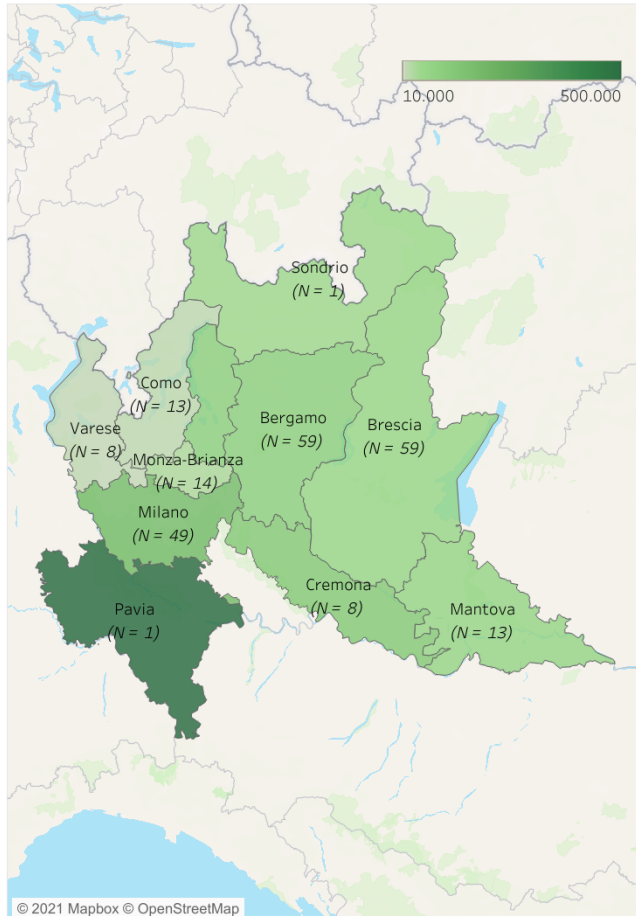 10.000
500.000
Sondrio
(N = 1)
Como
(N = 13)
Varese
(N = 8)
Bergamo
(N = 59)
Brescia
(N = 59)
Monza-Brianza
(N = 14)
Milano
(N = 49)
Cremona
(N = 8)
Pavia
(N = 1)
Mantova
(N = 13)
© 2021 Mapbox © OpenStreetMap